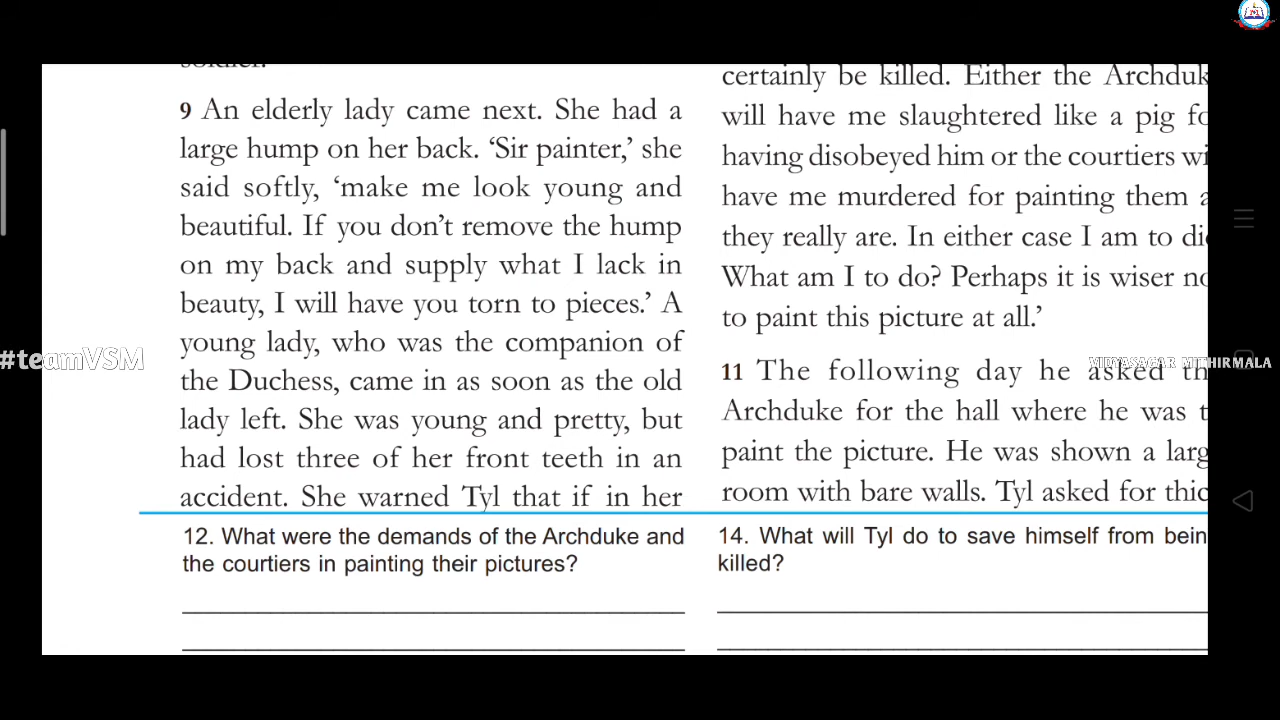 soldier.
9 An elderly lady came next. She had a
large hump on her back. ‘Sir painter,’ she
said softly, ‘make me look young and
beautiful. If you don’t remove the hump
on my back and supply what I lack in
beauty, I will have you torn to pieces.’ A
young lady, who was the companion of
the Duchess, came in as soon as the old
lady left. She was young and pretty, but
had lost three of her front teeth in an
accident. She warned Tyl that if in her
12. What were the demands of the Archduke and
the courtiers in painting their pictures?
certainly be killed. Either the Archduk
will have me slaughtered like a pig fo
having disobeyed him or the courtiers wi
have me murdered for painting them a
they really are. In either case I am to di
What am I to do? Perhaps it is wiser no
to paint this picture at all.’
11 The following day he asked th
Archduke for the hall where he was t
paint the picture. He was shown a larg
room with bare walls. Tyl asked for thic
14. What will Tyl do to save himself from bein
killed?
#teamVSM
VIDYASAGAR MITHIRMALA